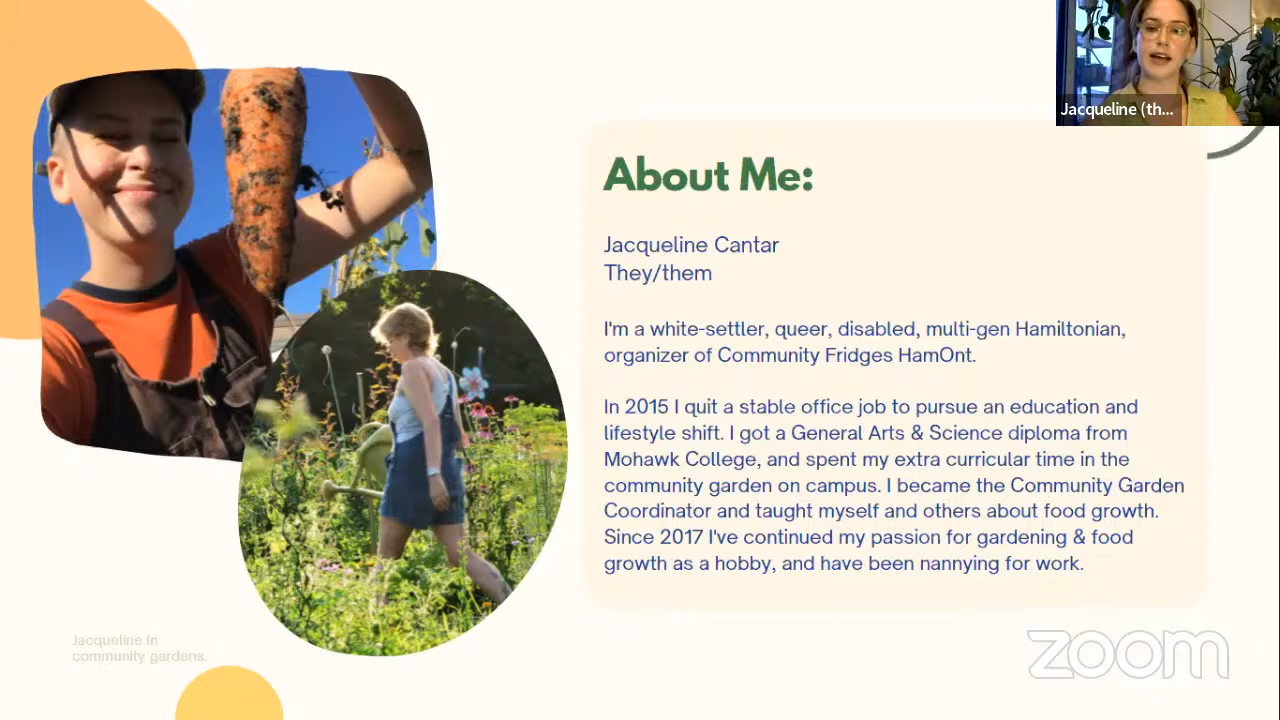 Jacqueline (th...
About Me:
Jacqueline Cantar
They/them
I'm a white-settler, queer, disabled, multi-gen Hamiltonian,
organizer of Community Fridges HamOnt.
In 2015 I quit a stable office job to pursue an education and
lifestyle shift. I got a General Arts & Science diploma from
Mohawk College, and spent my extra curricular time in the
community garden on campus. I became the Community Garden
Coordinator and taught myself and others about food growth.
Since 2017 I've continued my passion for gardening & food
growth as a hobby, and have been nannying for work.
Jacqueline in
community gardens.
zoom